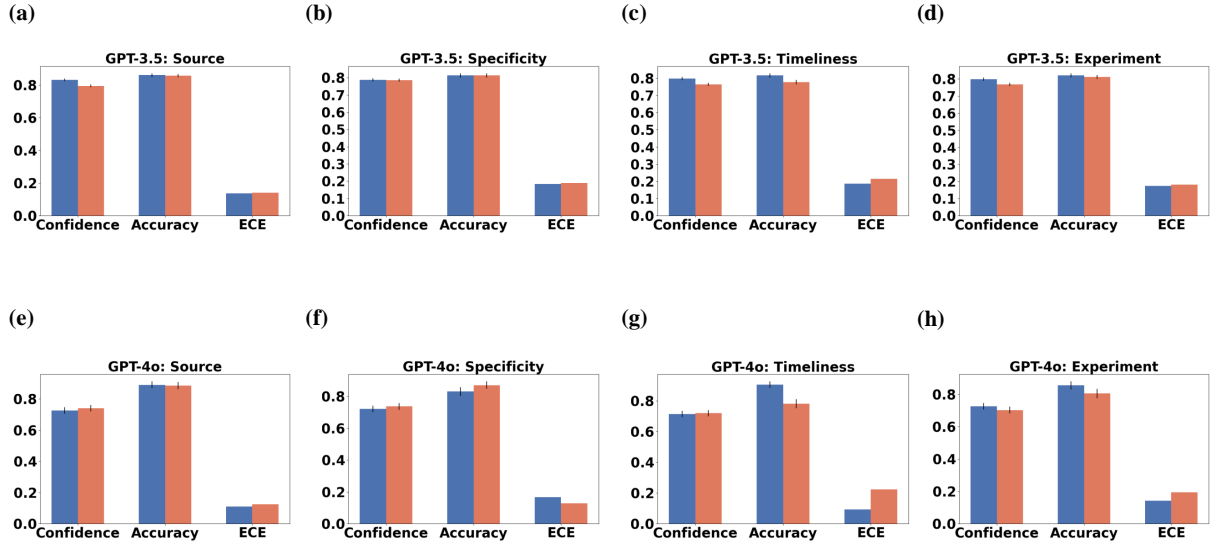 (a)
GPT-3.5: Source
0.8
0.6
0.4
0.2
0.0
Confidence Accuracy ECE
(b)
GPT-3.5: Specificity
0.8
0.7
0.6
0.5
0.4
0.3
0.2
0.1
0.0
Confidence Accuracy ECE
(c)
GPT-3.5: Timeliness
0.8
0.7
0.6
0.5
0.4
0.3
0.2
0.1
0.0
Confidence Accuracy ECE
(d)
GPT-3.5: Experiment
0.8
0.7
0.6
0.5
0.4
0.3
0.2
0.1
0.0
Confidence Accuracy ECE
(e)
GPT-4o: Source
0.8
0.6
0.4
0.2
0.0
Confidence Accuracy ECE
(f)
GPT-4o: Specificity
0.8
0.6
0.4
0.2
0.0
Confidence Accuracy ECE
(g)
GPT-4o: Timeliness
0.8
0.6
0.4
0.2
0.0
Confidence Accuracy ECE
(h)
GPT-4o: Experiment
0.8
0.6
0.4
0.2
0.0
Confidence Accuracy ECE